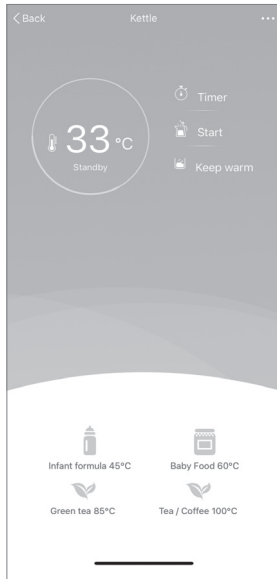 Back
Kettle
Timer
33 °C
Start
Standby
Keep warm
Infant formula 45°C
Baby Food 60°C
Green tea 85°C
Tea / Coffee 100°C